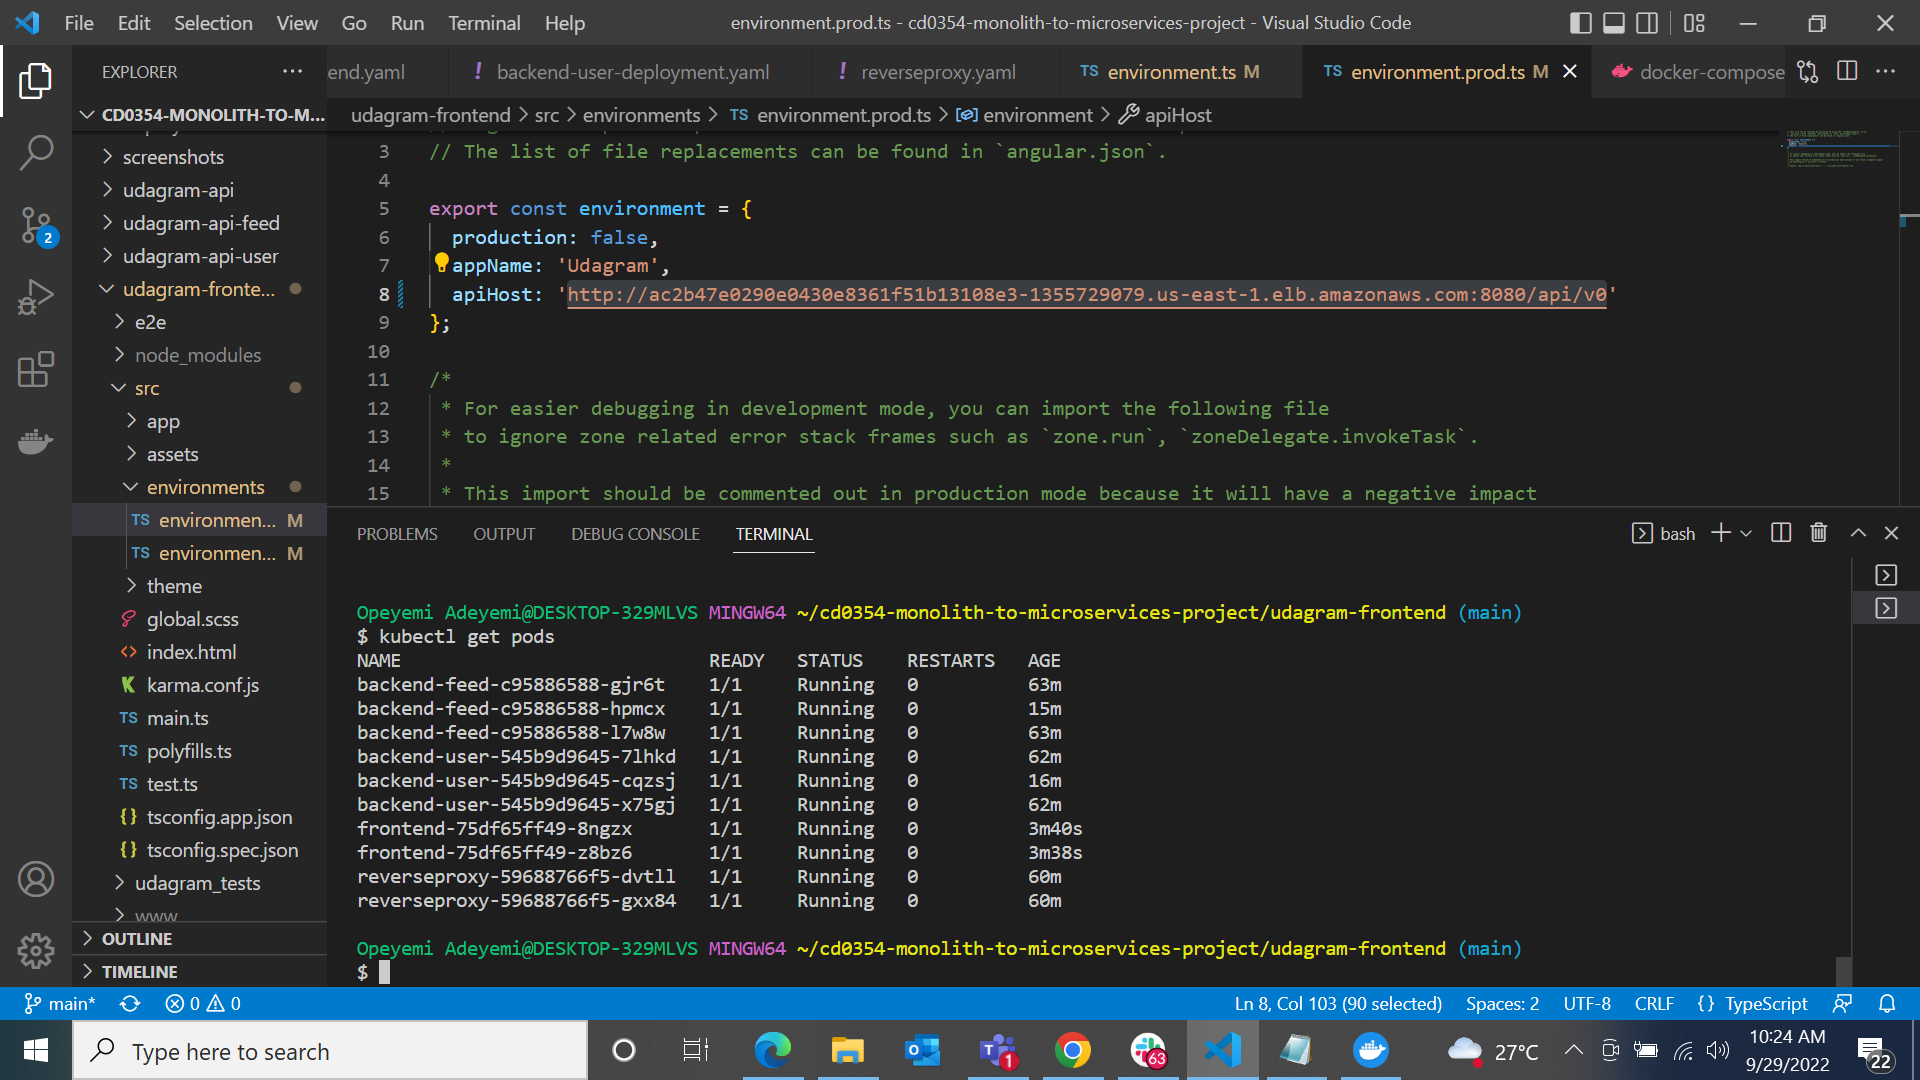 File Edit Selection View Go Run Terminal Help
environment.prod.ts - cd0354-monolith-to-microservices-project - Visual Studio Code
EXPLORER
end.yaml
! backend-user-deployment.yaml
! reverseproxy.yaml
TS environment.ts M
TS environment.prod.ts M
docker-compose
CD0354-MONOLITH-TO-M...
screenshots
udagram-api
udagram-api-feed
udagram-api-user
udagram-fronte...
e2e
node_modules
src
app
assets
environments
TS environmen... M
TS environmen... M
theme
global.scss
<> index.html
karma.conf.js
TS main.ts
TS polyfills.ts
TS test.ts
{} tsconfig.app.json
{} tsconfig.spec.json
udagram_tests
www
OUTLINE
TIMELINE
2
udagram-frontend > src > environments > TS environment.prod.ts > environment > apiHost
3 // The list of file replacements can be found in `angular.json`.
4
5 export const environment = {
6 production: false,
7 appName: 'Udagram',
8 apiHost: 'http://ac2b47e0290e0430e8361f51b13108e3-1355729079.us-east-1.elb.amazonaws.com:8080/api/v0'
9 };
10
11 /*
12 * For easier debugging in development mode, you can import the following file
13 * to ignore zone related error stack frames such as `zone.run`, `zoneDelegate.invokeTask`.
14 *
15 * This import should be commented out in production mode because it will have a negative impact
PROBLEMS OUTPUT DEBUG CONSOLE TERMINAL
bash
Opeyemi Adeyemi@DESKTOP-329MLVS MINGW64 ~/cd0354-monolith-to-microservices-project/udagram-frontend (main)
$ kubectl get pods
NAME READY STATUS RESTARTS AGE
backend-feed-c95886588-gjr6t 1/1 Running 0 63m
backend-feed-c95886588-hpmcx 1/1 Running 0 15m
backend-feed-c95886588-l7w8w 1/1 Running 0 63m
backend-user-545b9d9645-7lhkd 1/1 Running 0 62m
backend-user-545b9d9645-cqzsj 1/1 Running 0 16m
backend-user-545b9d9645-x75gj 1/1 Running 0 62m
frontend-75df65ff49-8ngzx 1/1 Running 0 3m40s
frontend-75df65ff49-z8bz6 1/1 Running 0 3m38s
reverseproxy-59688766f5-dvtll 1/1 Running 0 60m
reverseproxy-59688766f5-gxx84 1/1 Running 0 60m
Opeyemi Adeyemi@DESKTOP-329MLVS MINGW64 ~/cd0354-monolith-to-microservices-project/udagram-frontend (main)
$
main* 0 0
Ln 8, Col 103 (90 selected) Spaces: 2 UTF-8 CRLF {} TypeScript
Type here to search
1
63
27°C
10:24 AM
9/29/2022
22